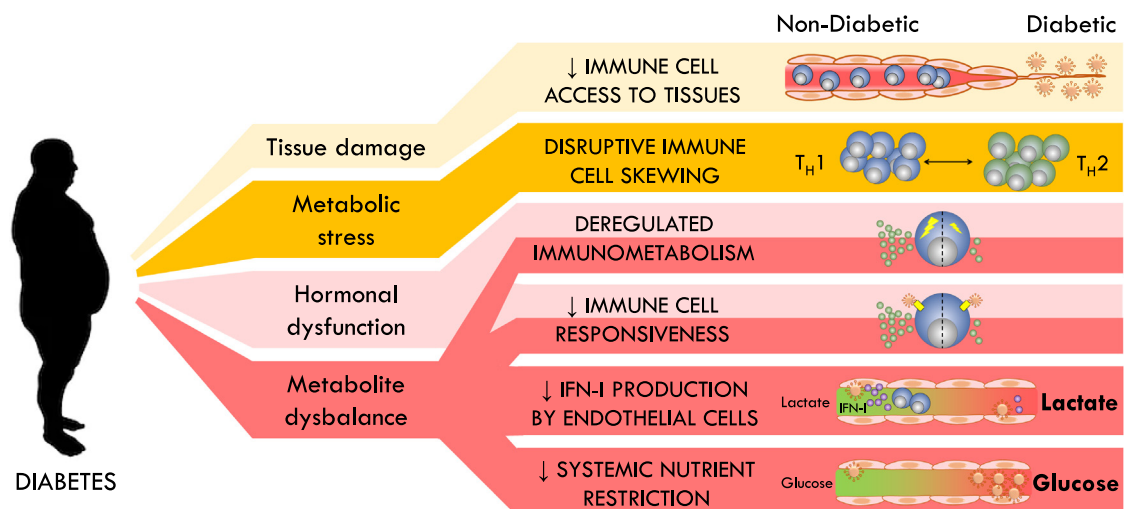 Non-Diabetic
Diabetic
↓ IMMUNE CELL
ACCESS TO TISSUES
Tissue damage
DISRUPTIVE IMMUNE
CELL SKEWING
TH1
TH2
Metabolic
stress
DEREGULATED
IMMUNOMETABOLISM
Hormonal
dysfunction
↓ IMMUNE CELL
RESPONSIVENESS
Metabolite
dysbalance
↓ IFN-I PRODUCTION
BY ENDOTHELIAL CELLS
Lactate
IFN-I
Lactate
↓ SYSTEMIC NUTRIENT
RESTRICTION
Glucose
Glucose
DIABETES